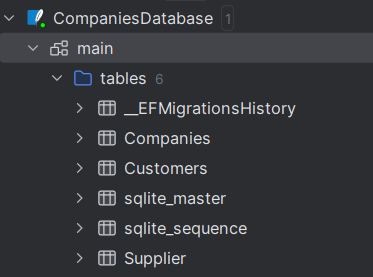 CompaniesDatabase 1
main
tables 6
__EFMigrationsHistory
Companies
Customers
sqlite_master
sqlite_sequence
Supplier